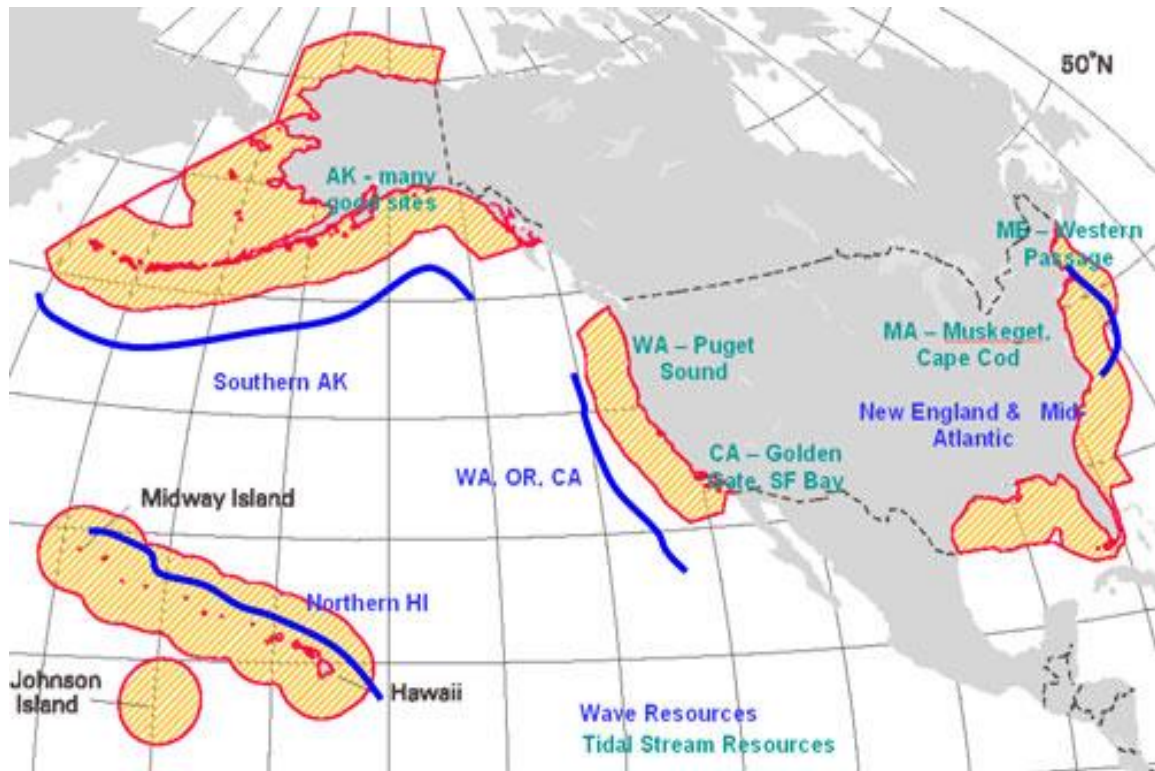 50°N
AK - many
good sites
ME – Western
Passage
WA – Puget
Sound
MA – Muskeget,
Cape Cod
Southern AK
New England & Mid-
Atlantic
WA, OR, CA
CA – Golden
Gate, SF Bay
Midway Island
Northern HI
Johnson
Island
Hawaii
Wave Resources
Tidal Stream Resources